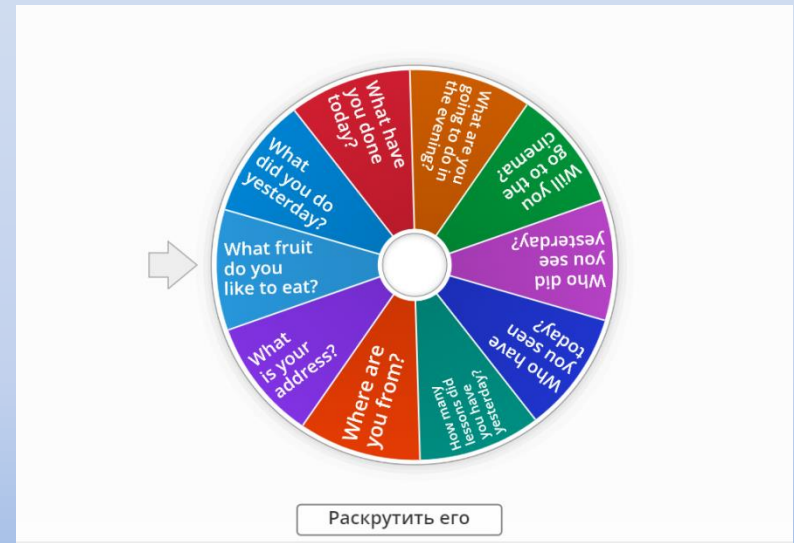 What fruit
do you
like to eat?
What
did you do
yesterday?
What have
you done
today?
What are you
going to do in
the evening?
Will you
go to the
cinema?
Who did
you see
yesterday?
Who have
you seen
today?
How many
lessons did
you have
yesterday?
Where are
you from?
What
is your
address?
Раскрутить его